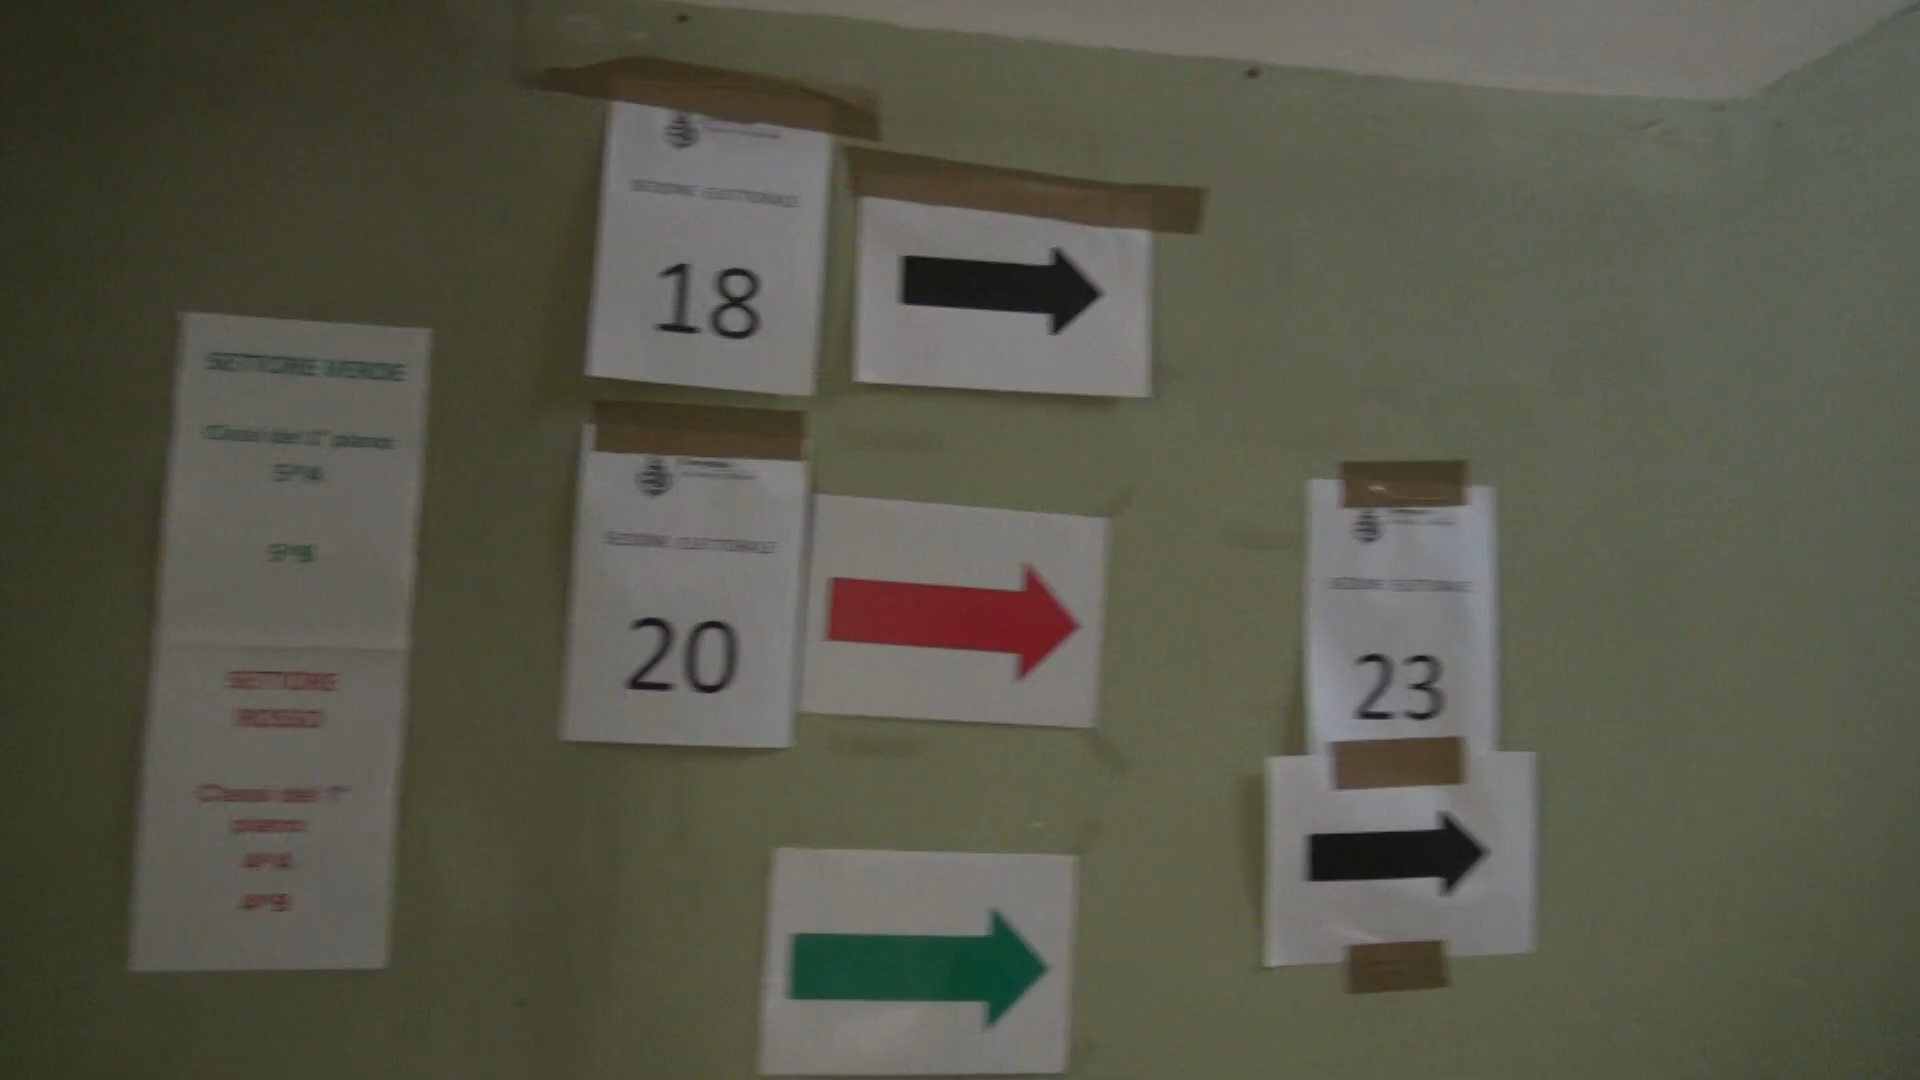 SETTORE VERDE
Classi del 2° piano
5^A
5^B
SETTORE
ROSSO
Classi del 1°
piano
4^A
4^B
SEZIONE ELETTORALE
18
SEZIONE ELETTORALE
20
SEZIONE ELETTORALE
23